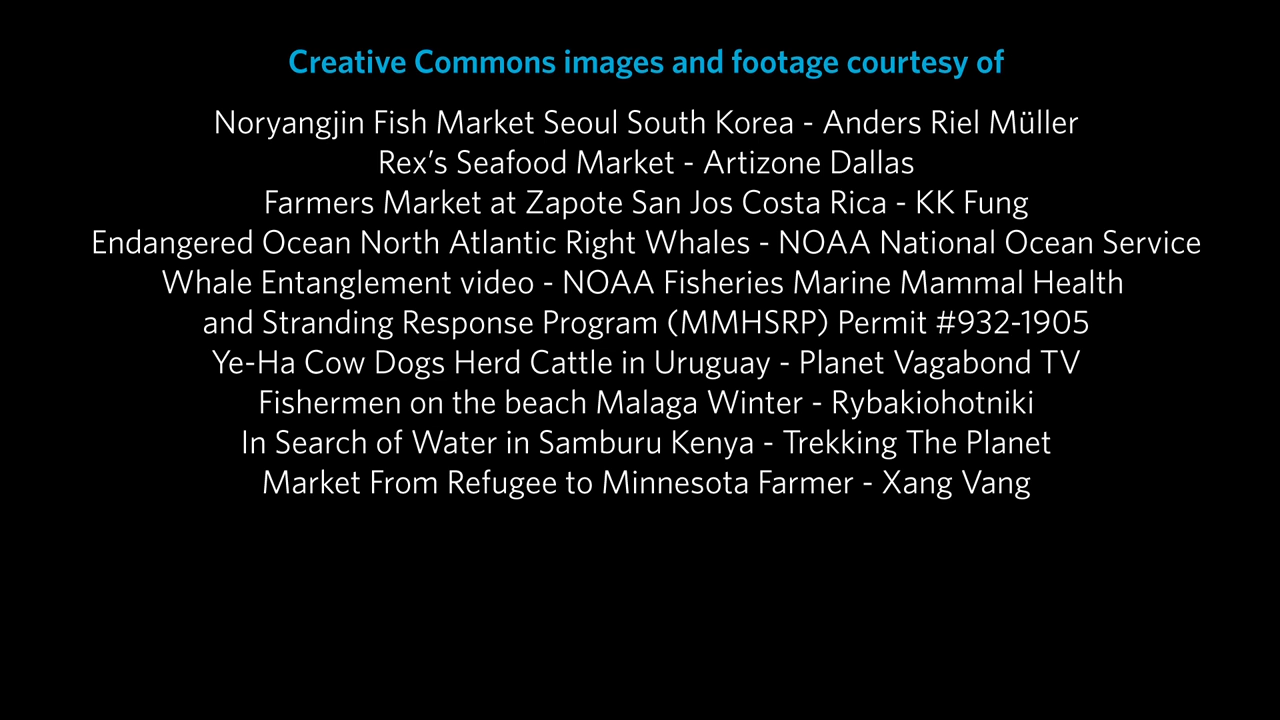 Creative Commons images and footage courtesy of
Noryangjin Fish Market Seoul South Korea - Anders Riel Müller
Rex’s Seafood Market - Artizone Dallas
Farmers Market at Zapote San Jos Costa Rica - KK Fung
Endangered Ocean North Atlantic Right Whales - NOAA National Ocean Service
Whale Entanglement video - NOAA Fisheries Marine Mammal Health
and Stranding Response Program (MMHSRP) Permit #932-1905
Ye-Ha Cow Dogs Herd Cattle in Uruguay - Planet Vagabond TV
Fishermen on the beach Malaga Winter - Rybakiohotniki
In Search of Water in Samburu Kenya - Trekking The Planet
Market From Refugee to Minnesota Farmer - Xang Vang